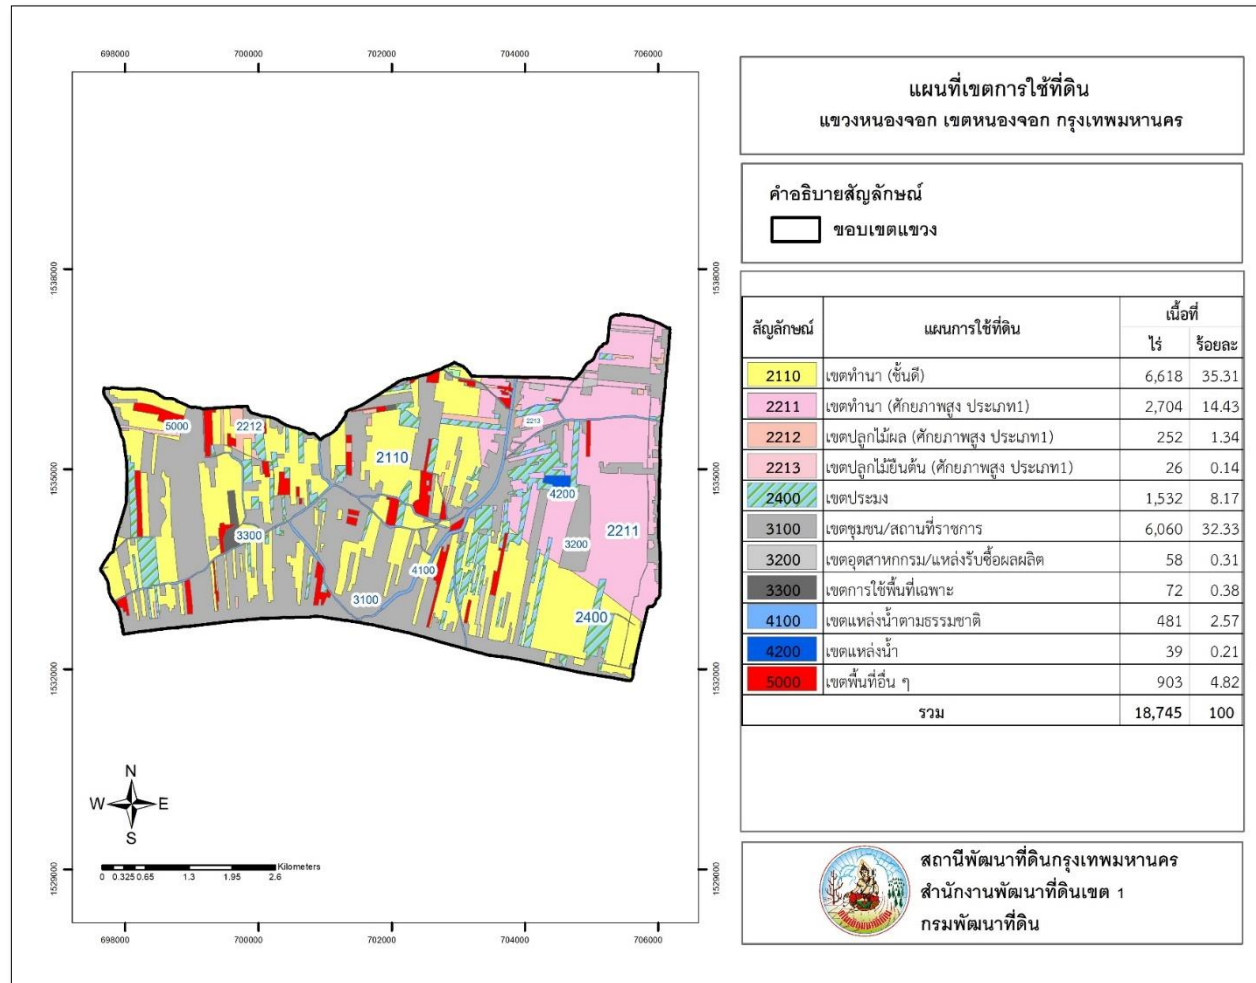 แผนที่เขตการใช้ที่ดิน
แขวงหนองจอก เขตหนองจอก กรุงเทพมหานคร
คำอธิบายสัญลักษณ์
ขอบเขตแขวง
สัญลักษณ์ แผนการใช้ที่ดิน เนื้อที่
ไร่ ร้อยละ
2110 เขตทำนา (ชั้นดี) 6,618 35.31
2211 เขตทำนา (ศักยภาพสูง ประเภท1) 2,704 14.43
2212 เขตปลูกไม้ผล (ศักยภาพสูง ประเภท1) 252 1.34
2213 เขตปลูกไม้ยืนต้น (ศักยภาพสูง ประเภท1) 26 0.14
2400 เขตประมง 1,532 8.17
3100 เขตชุมชน/สถานที่ราชการ 6,060 32.33
3200 เขตอุตสาหกกรม/แหล่งรับซื้อผลผลิต 58 0.31
3300 เขตการใช้พื้นที่เฉพาะ 72 0.38
4100 เขตแหล่งน้ำตามธรรมชาติ 481 2.57
4200 เขตแหล่งน้ำ 39 0.21
5000 เขตพื้นที่อื่น ๆ 903 4.82
รวม 18,745 100
สถานีพัฒนาที่ดินกรุงเทพมหานคร
สำนักงานพัฒนาที่ดินเขต 1
กรมพัฒนาที่ดิน
698000 700000 702000 704000 706000
1538000 1538000
1535000 1535000
1532000 1532000
1529000 1529000
5000 2212 2213
2110
4200
2211
3300 3200
4100
3100
2400
N
W E
S
Kilometers
0 0.325 0.65 1.3 1.95 2.6
698000 700000 702000 704000 706000